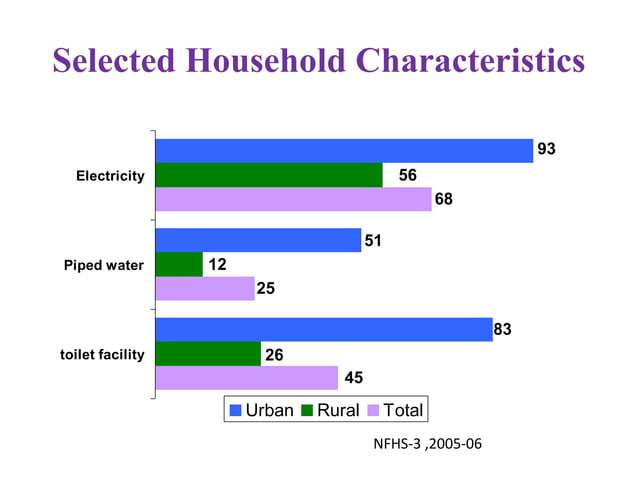 Selected Household Characteristics
Electricity
93
56
68
Piped water
51
12
25
toilet facility
83
26
45
Urban Rural Total
NFHS-3 ,2005-06